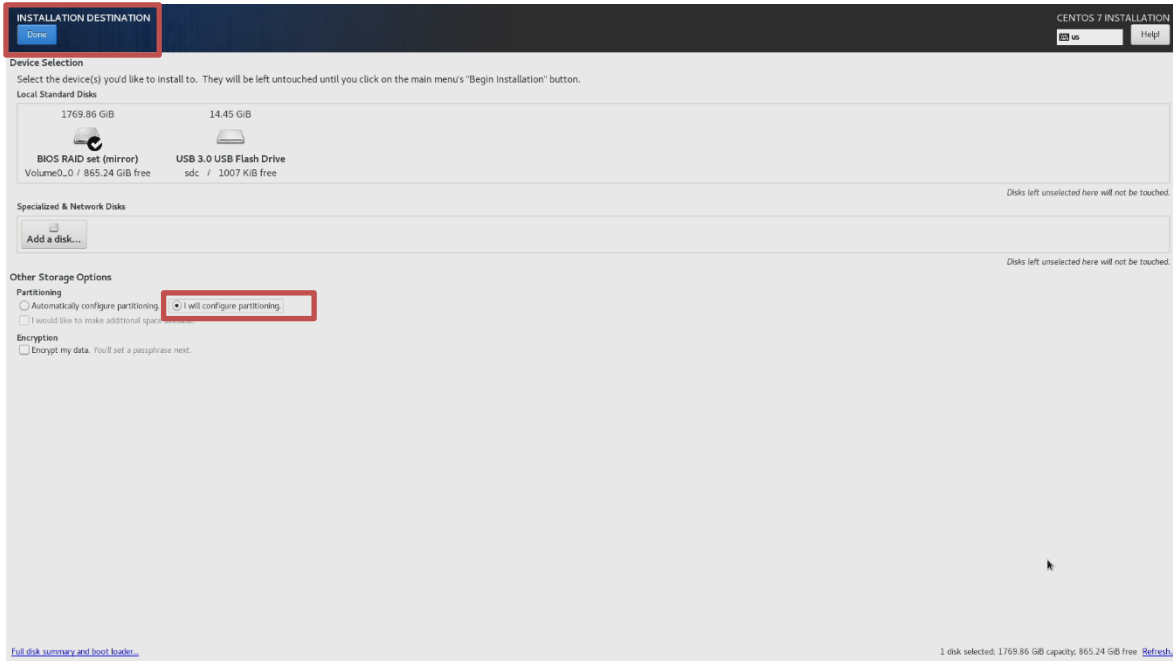 INSTALLATION DESTINATION
CENTOS 7 INSTALLATION
Done
us
Help!
Device Selection
Select the device(s) you'd like to install to. They will be left untouched until you click on the main menu's "Begin Installation" button.
Local Standard Disks
1769.86 GiB
14.45 GiB
BIOS RAID set (mirror)
USB 3.0 USB Flash Drive
Volume0_0 / 865.24 GiB free
sdc / 1007 KiB free
Disks left unselected here will not be touched.
Specialized & Network Disks
Add a disk...
Disks left unselected here will not be touched.
Other Storage Options
Partitioning
Automatically configure partitioning.
I will configure partitioning.
I would like to make additional space
Encryption
Encrypt my data. You'll set a passphrase next.
Full disk summary and boot loader...
1 disk selected; 1769.86 GiB capacity; 865.24 GiB free Refresh...